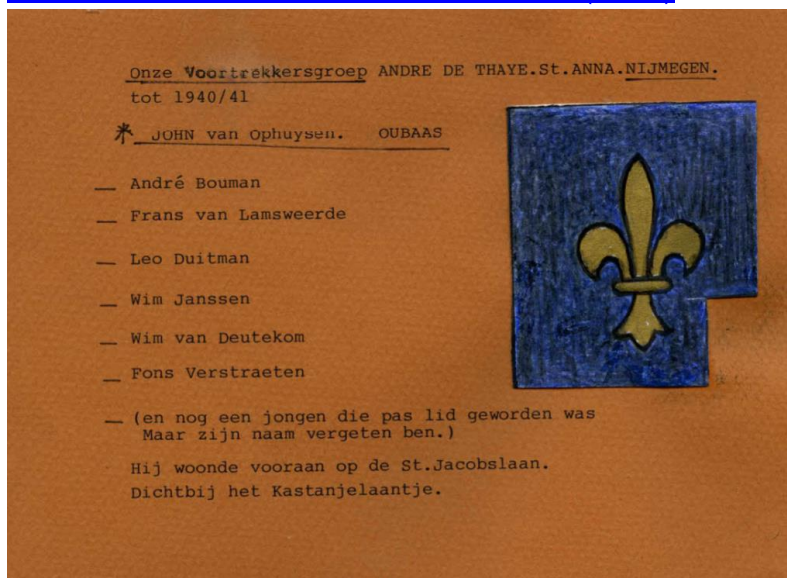 Onze Voortrekkersgroep ANDRE DE THAYE.St.ANNA.NIJMEGEN.
tot 1940/41
* JOHN van Ophuysen. OUBAAS
— André Bouman
— Frans van Lamsweerde
— Leo Duitman
— Wim Janssen
— Wim van Deutekom
— Fons Verstraeten
— (en nog een jongen die pas lid geworden was
Maar zijn naam vergeten ben.)
Hij woonde vooraan op de St.Jacobslaan.
Dichtbij het Kastanjelaantje.